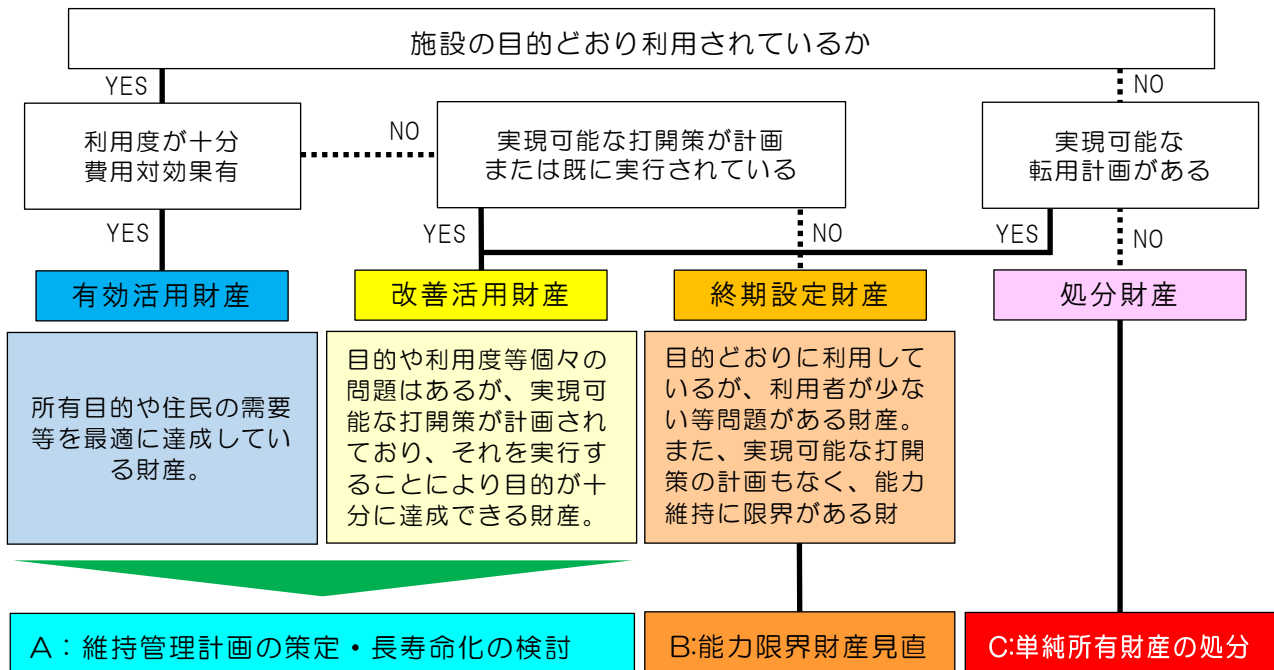 施設の目的どおり利用されているか
YES
NO
利用度が十分
費用対効果有
NO
実現可能な打開策が計画
または既に実行されている
実現可能な
転用計画がある
YES
YES
NO
YES
NO
有効活用財産
改善活用財産
終期設定財産
処分財産
所有目的や住民の需要
等を最適に達成してい
る財産。
目的や利用度等個々の
問題はあるが、実現可
能な打開策が計画され
ており、それを実行す
ることにより目的が十
分に達成できる財産。
目的どおりに利用して
いるが、利用者が少な
い等問題がある財産。
また、実現可能な打開
策の計画もなく、能力
維持に限界がある財
A：維持管理計画の策定・長寿命化の検討
B:能力限界財産見直
C:単純所有財産の処分